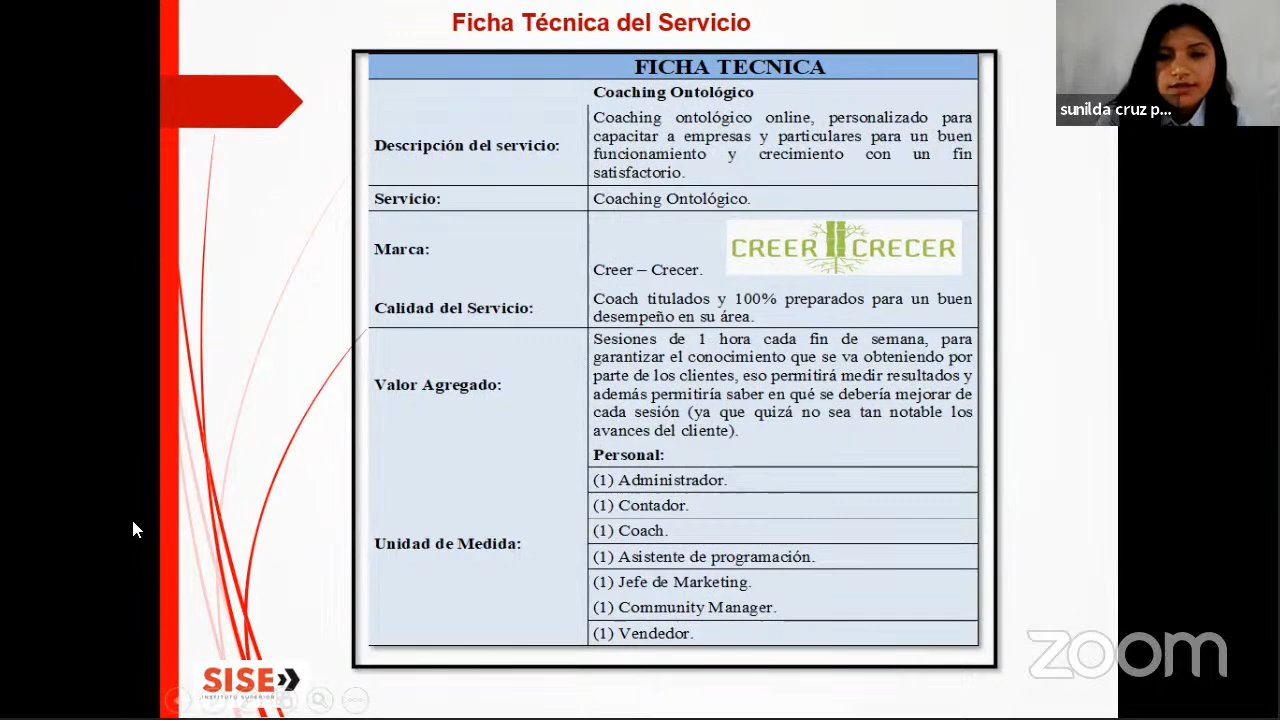 Ficha Técnica del Servicio
sunilda cruz p...
FICHA TECNICA
Coaching Ontológico
Descripción del servicio:
Coaching ontológico online, personalizado para
capacitar a empresas y particulares para un buen
funcionamiento y crecimiento con un fin
satisfactorio.
Servicio:
Coaching Ontológico.
Marca:
CREER CRECER
Creer – Crecer.
Calidad del Servicio:
Coach titulados y 100% preparados para un buen
desempeño en su área.
Valor Agregado:
Sesiones de 1 hora cada fin de semana, para
garantizar el conocimiento que se va obteniendo por
parte de los clientes, eso permitirá medir resultados y
además permitiría saber en qué se debería mejorar de
cada sesión (ya que quizá no sea tan notable los
avances del cliente).
Unidad de Medida:
Personal:
(1) Administrador.
(1) Contador.
(1) Coach.
(1) Asistente de programación.
(1) Jefe de Marketing.
(1) Community Manager.
(1) Vendedor.
SISE
INSTITUTO SUPERIOR
zoom